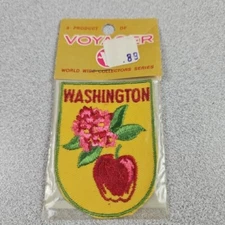 A PRODUCT OF
VOYAGER
.89
WORLD WIDE COLLECTORS SERIES
WASHINGTON